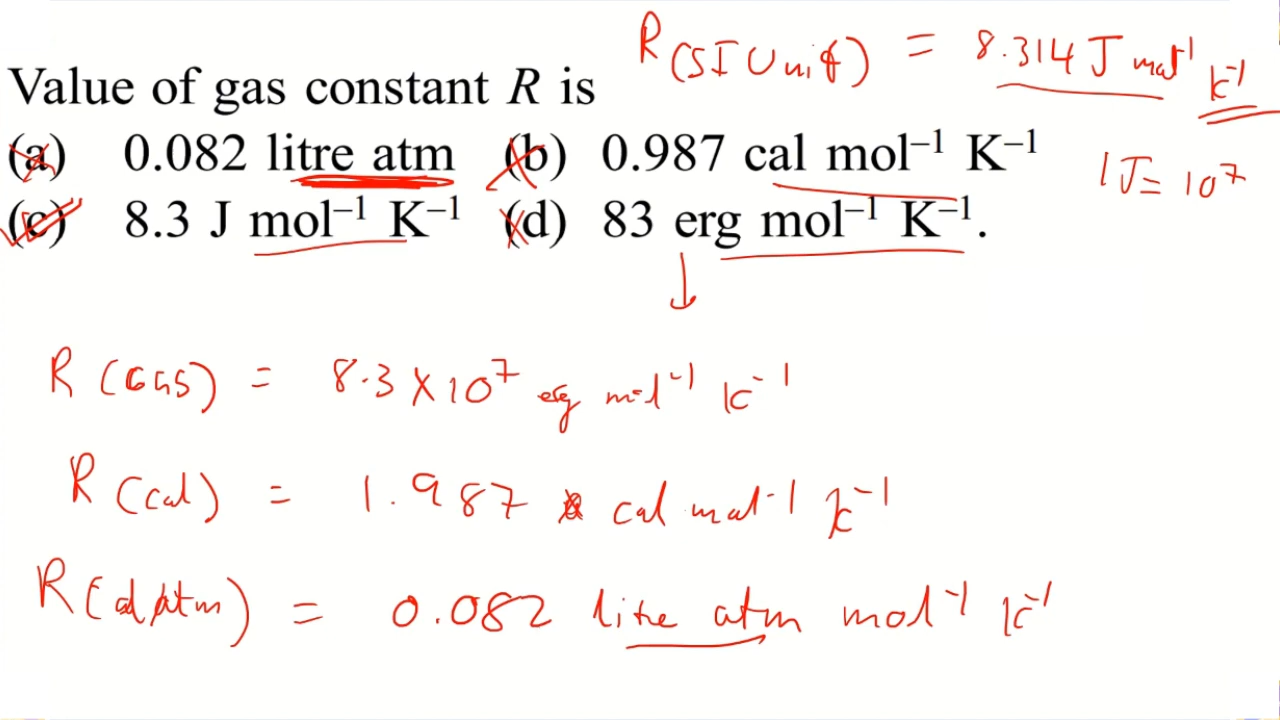 R (SI Unit) = 8.314 J mol⁻¹ K⁻¹
Value of gas constant R is
(a) 0.082 litre atm (b) 0.987 cal mol⁻¹ K⁻¹
1J = 10⁷
(c) 8.3 J mol⁻¹ K⁻¹ (d) 83 erg mol⁻¹ K⁻¹.
R (CGS) = 8.3 × 10⁷ erg mol⁻¹ K⁻¹
R (cal) = 1.987 cal mol⁻¹ K⁻¹
R ( atm) = 0.082 litre atm mol⁻¹ K⁻¹